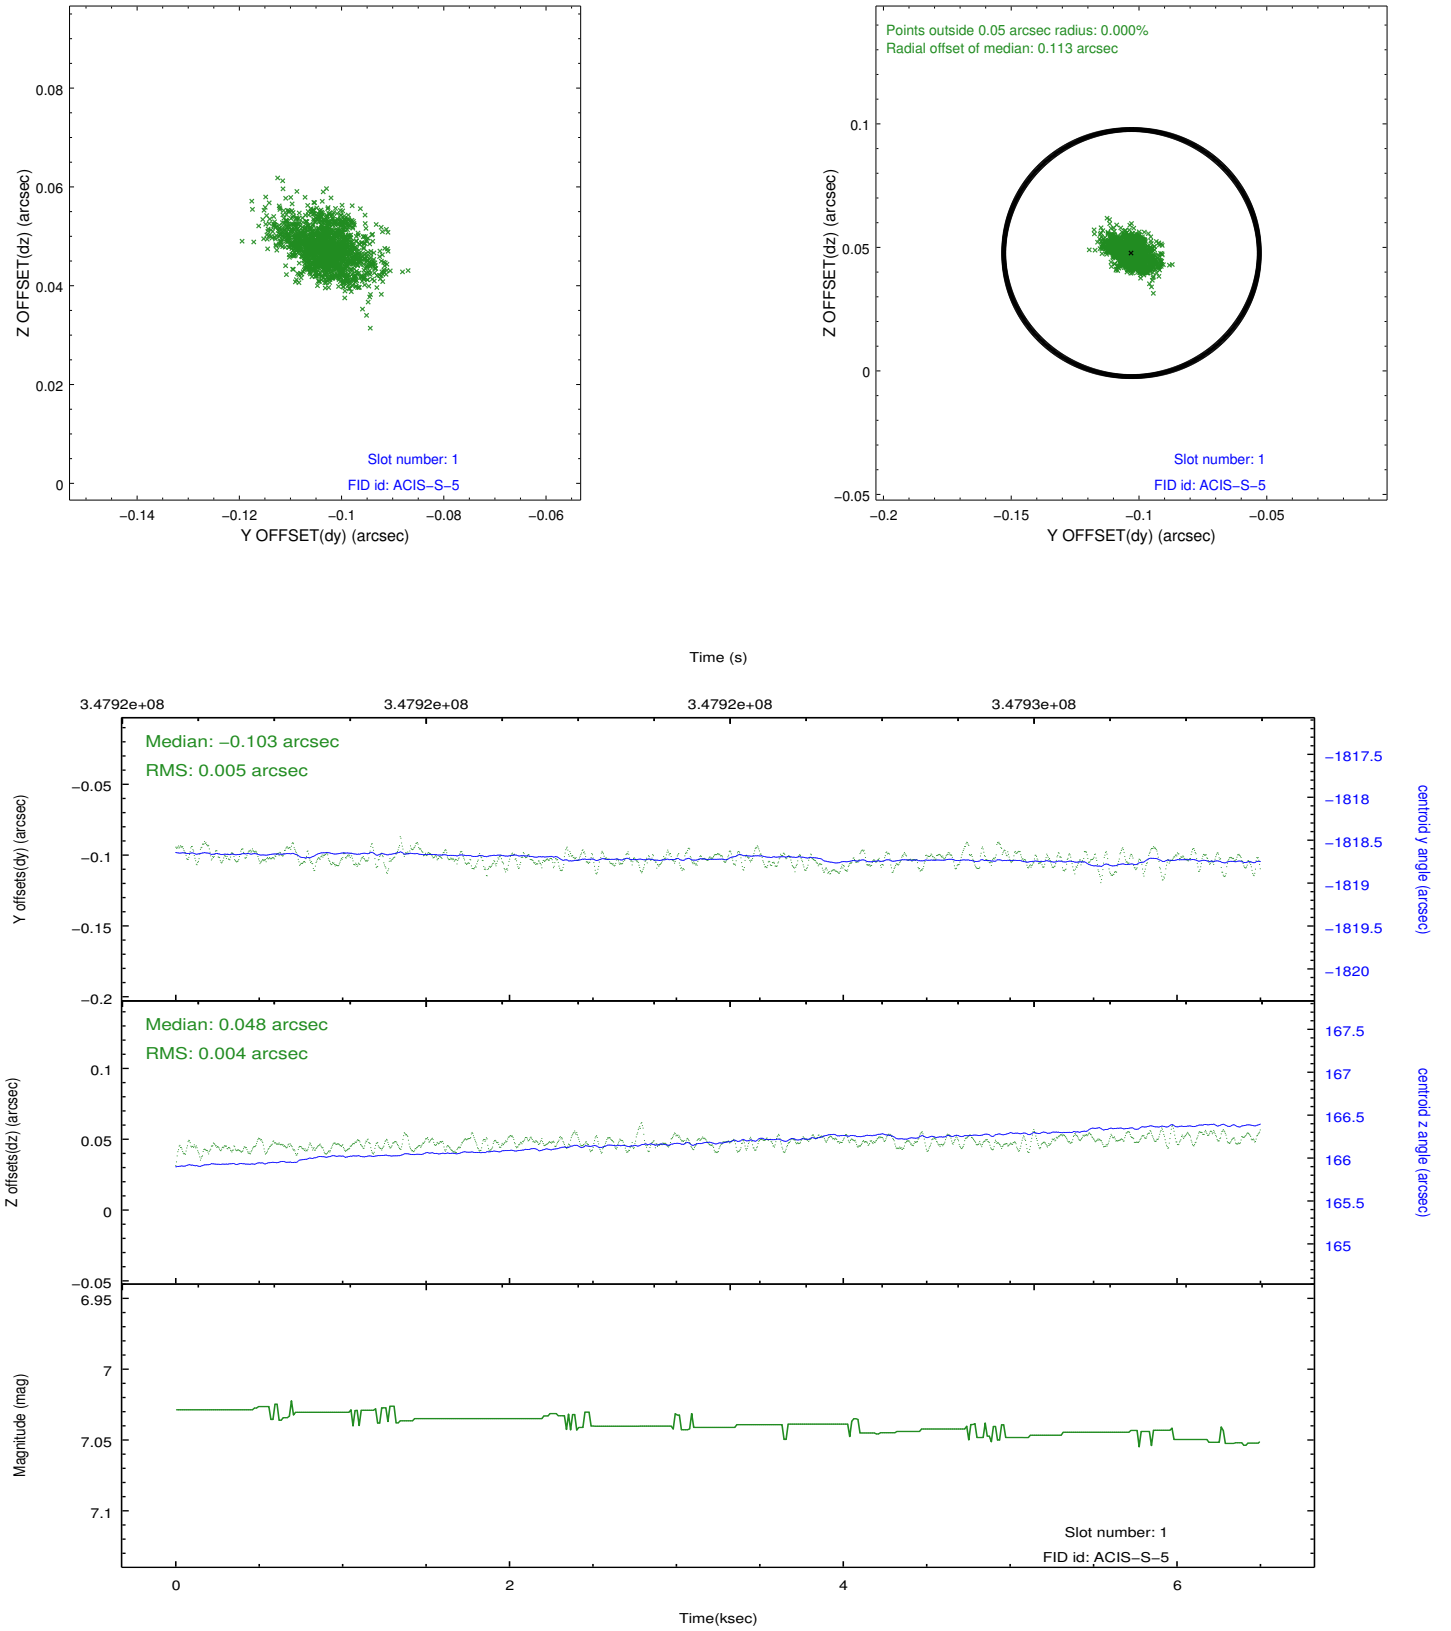 0.08
0.06
0.04
0.02
0
Z OFFSET(dz) (arcsec)
Slot number: 1
FID id: ACIS−S−5
−0.14 −0.12 −0.1 −0.08 −0.06
Y OFFSET(dy) (arcsec)
Points outside 0.05 arcsec radius: 0.000%
Radial offset of median: 0.113 arcsec
0.1
0.05
0
−0.05
Z OFFSET(dz) (arcsec)
Slot number: 1
FID id: ACIS−S−5
−0.2 −0.15 −0.1 −0.05
Y OFFSET(dy) (arcsec)
Time (s)
3.4792e+08 3.4792e+08 3.4792e+08 3.4793e+08
Median: −0.103 arcsec
RMS: 0.005 arcsec
−0.05
−0.1
−0.15
−0.2
Y offsets(dy) (arcsec)
−1817.5
−1818
−1818.5
−1819
−1819.5
−1820
centroid y angle (arcsec)
Median: 0.048 arcsec
RMS: 0.004 arcsec
0.1
0.05
0
−0.05
Z offsets(dz) (arcsec)
167.5
167
166.5
166
165.5
165
centroid z angle (arcsec)
6.95
7
7.05
7.1
Magnitude (mag)
Slot number: 1
FID id: ACIS−S−5
0 2 4 6
Time(ksec)